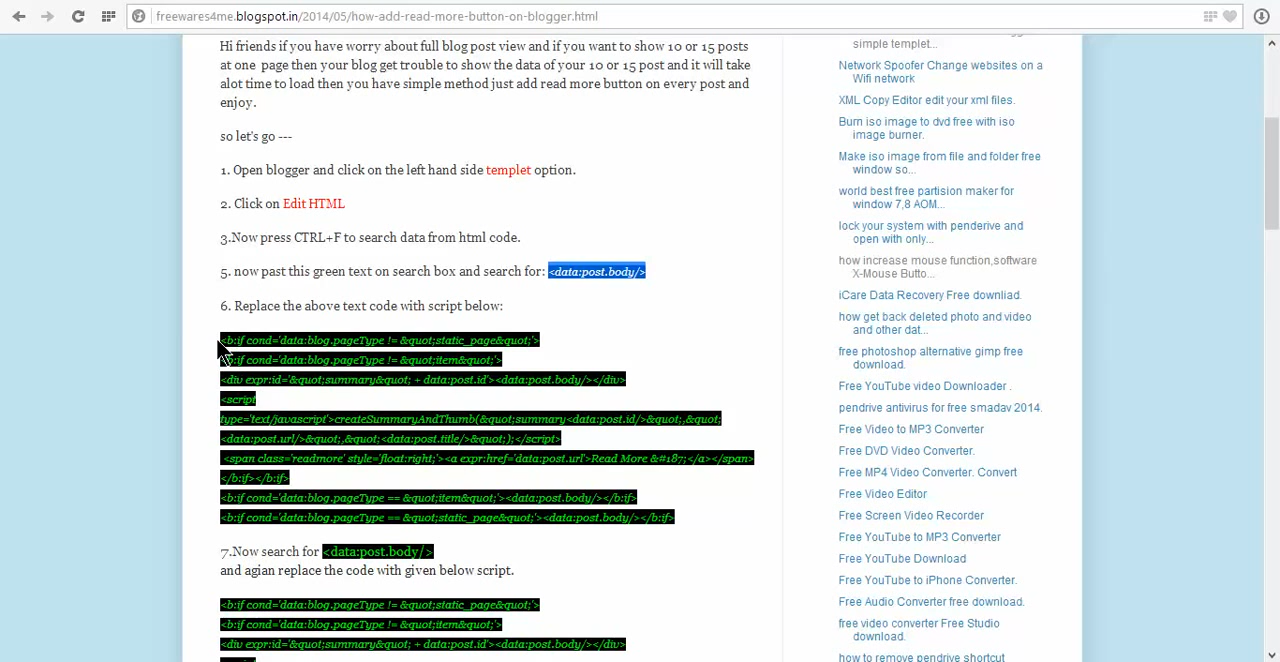 freewares4me.blogspot.in/2014/05/how-add-read-more-button-on-blogger.html
Hi friends if you have worry about full blog post view and if you want to show 10 or 15 posts
at one page then your blog get trouble to show the data of your 10 or 15 post and it will take
alot time to load then you have simple method just add read more button on every post and
enjoy.
so let's go ---
1. Open blogger and click on the left hand side templet option.
2. Click on Edit HTML
3.Now press CTRL+F to search data from html code.
5. now past this green text on search box and search for: <data:post.body/>
6. Replace the above text code with script below:
<b:if cond='data:blog.pageType != &quot;static_page&quot;'>
<b:if cond='data:blog.pageType != &quot;item&quot;'>
<div expr:id='&quot;summary&quot; + data:post.id'><data:post.body/></div>
<script
type='text/javascript'>createSummaryAndThumb(&quot;summary<data:post.id/>&quot;,&quot;
<data:post.url/>&quot;,&quot;<data:post.title/>&quot;);</script>
<span class='readmore' style='float:right;'><a expr:href='data:post.url'>Read More &#187;</a></span>
</b:if></b:if>
<b:if cond='data:blog.pageType == &quot;item&quot;'><data:post.body/></b:if>
<b:if cond='data:blog.pageType == &quot;static_page&quot;'><data:post.body/></b:if>
7.Now search for <data:post.body/>
and agian replace the code with given below script.
<b:if cond='data:blog.pageType != &quot;static_page&quot;'>
<b:if cond='data:blog.pageType != &quot;item&quot;'>
<div expr:id='&quot;summary&quot; + data:post.id'><data:post.body/></div>
simple templet...
Network Spoofer Change websites on a
Wifi network
XML Copy Editor edit your xml files.
Burn iso image to dvd free with iso
image burner.
Make iso image from file and folder free
window so...
world best free partision maker for
window 7,8 AOM...
lock your system with penderive and
open with only...
how increase mouse function,software
X-Mouse Butto...
iCare Data Recovery Free downliad.
how get back deleted photo and video
and other dat...
free photoshop alternative gimp free
download.
Free YouTube video Downloader .
pendrive antivirus for free smadav 2014.
Free Video to MP3 Converter
Free DVD Video Converter.
Free MP4 Video Converter. Convert
Free Video Editor
Free Screen Video Recorder
Free YouTube to MP3 Converter
Free YouTube Download
Free YouTube to iPhone Converter.
Free Audio Converter free download.
free video converter Free Studio
download.
how to remove pendrive shortcut